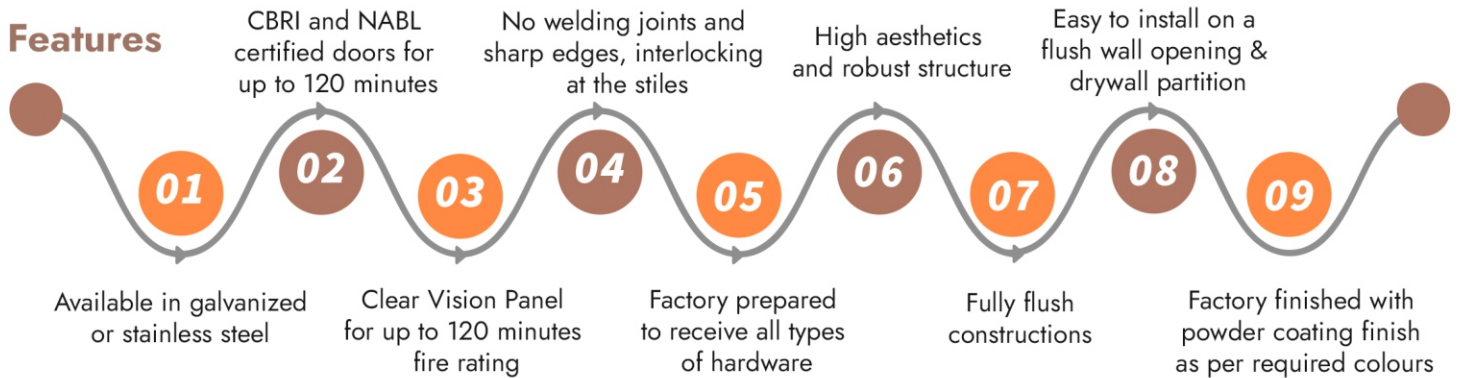 Features
01
Available in galvanized
or stainless steel
02
CBRI and NABL
certified doors for
up to 120 minutes
03
Clear Vision Panel
for up to 120 minutes
fire rating
04
No welding joints and
sharp edges, interlocking
at the stiles
05
Factory prepared
to receive all types
of hardware
06
High aesthetics
and robust structure
07
Fully flush
constructions
08
Easy to install on a
flush wall opening &
drywall partition
09
Factory finished with
powder coating finish
as per required colours